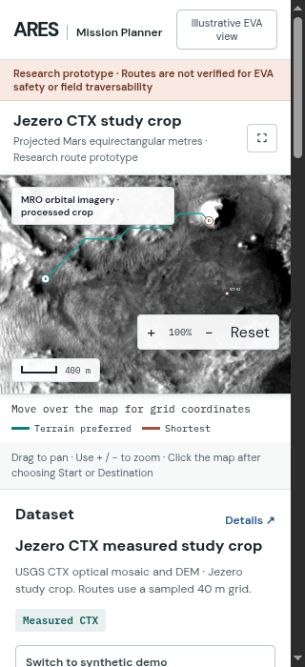 ARES
Mission Planner
Illustrative EVA
view
Research prototype · Routes are not verified for EVA
safety or field traversability
Jezero CTX study crop
Projected Mars equirectangular metres ·
Research route prototype
MRO orbital imagery ·
processed crop
+ 100% − Reset
400 m
Move over the map for grid coordinates
Terrain preferred
Shortest
Drag to pan · Use + / − to zoom · Click the map after
choosing Start or Destination
Dataset
Details ↗
Jezero CTX measured study crop
USGS CTX optical mosaic and DEM · Jezero
study crop. Routes use a sampled 40 m grid.
Measured CTX
Switch to synthetic demo